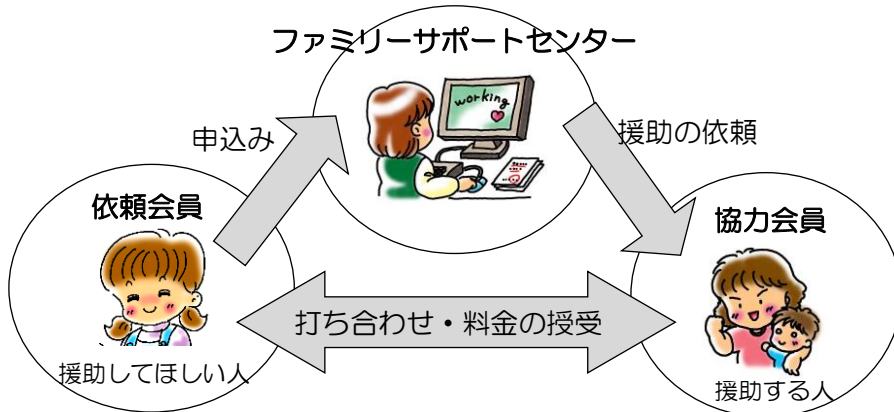 ファミリーサポートセンター
working
申込み
援助の依頼
依頼会員
協力会員
打ち合わせ・料金の授受
援助してほしい人
援助する人